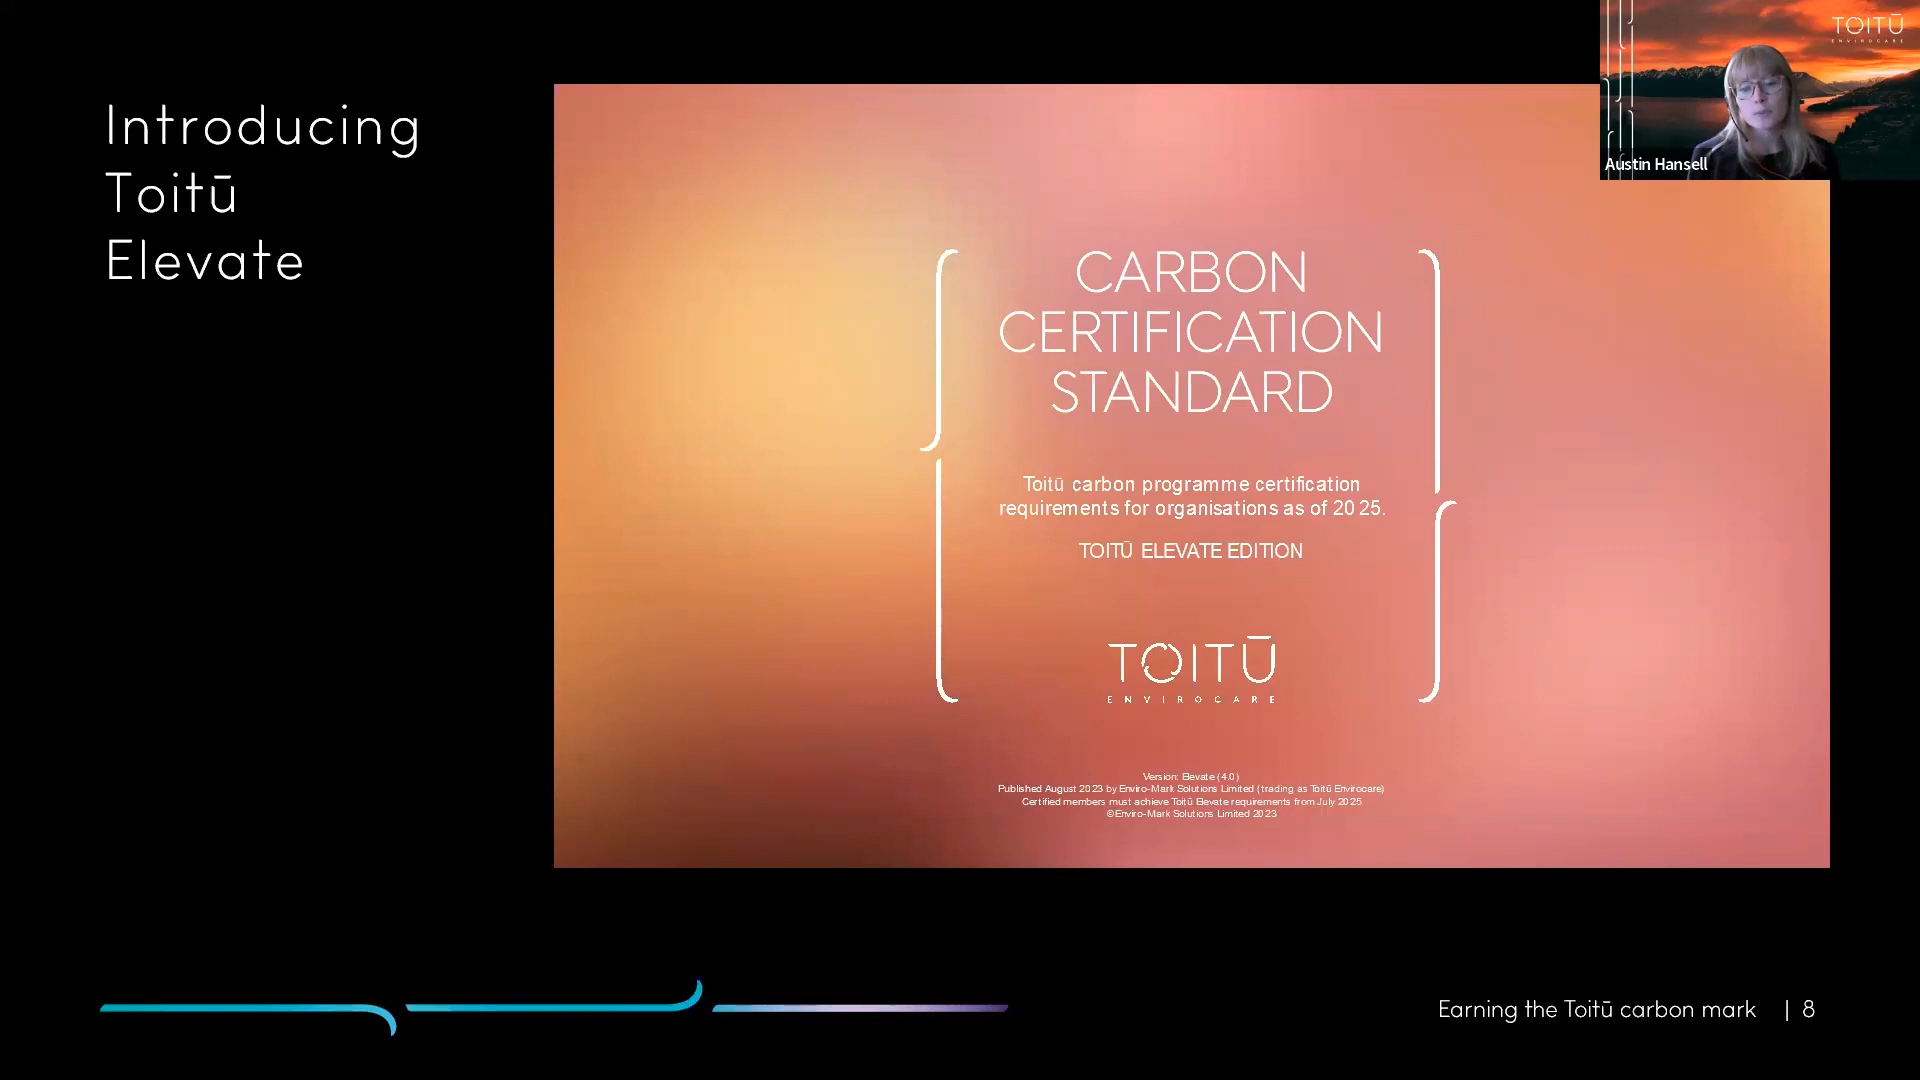 Introducing
Toitū
Elevate
CARBON
CERTIFICATION
STANDARD
Toitū carbon programme certification
requirements for organisations as of 2025.
TOITŪ ELEVATE EDITION
TOITŪ
ENVIROCARE
Version: Elevate (4.0)
Published August 2023 by Enviro-Mark Solutions Limited (trading as Toitū Envirocare)
Certified members must achieve Toitū Elevate requirements from July 2025
©Enviro-Mark Solutions Limited 2023
TOITŪ
ENVIROCARE
Austin Hansell
Earning the Toitū carbon mark | 8